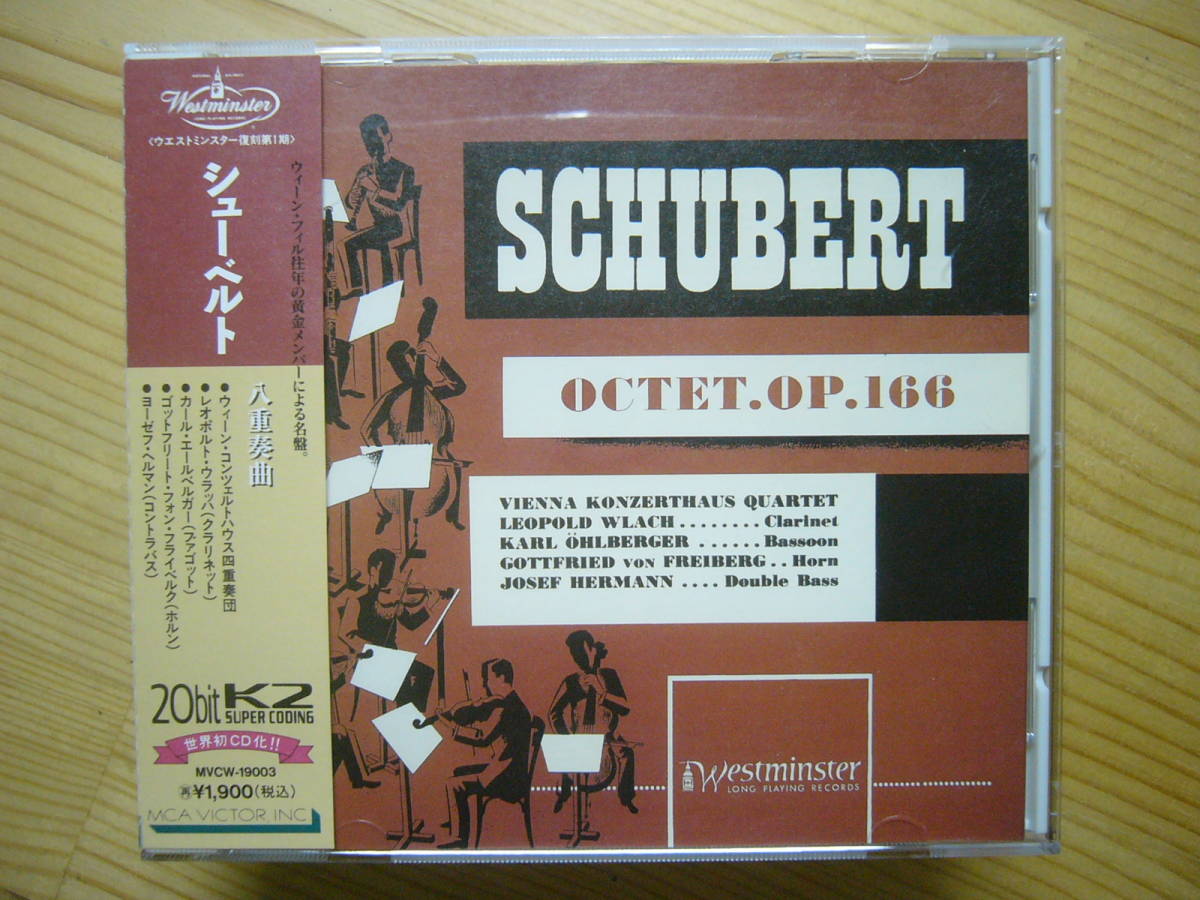 Westminster
LONG PLAYING RECORDS
〈ウエストミンスター復刻第1期〉
シューベルト
ウィーン・フィル往年の黄金メンバーによる名盤。
八重奏曲
●ウィーン・コンツェルトハウス四重奏団
●レオポルト・ウラッハ(クラリネット)
●カール・エールベルガー(ファゴット)
●ゴットフリート・フォン・フライベルク(ホルン)
●ヨーゼフ・ヘルマン(コントラバス)
20bit K2
SUPER CODING
世界初CD化!!
MVCW-19003
再¥1,900(税込)
MCA VICTOR, INC
SCHUBERT
OCTET.OP.166
VIENNA KONZERTHAUS QUARTET
LEOPOLD WLACH ........ Clarinet
KARL ÖHLBERGER ...... Bassoon
GOTTFRIED VON FREIBERG .. Horn
JOSEF HERMANN .... Double Bass
Westminster
LONG PLAYING RECORDS